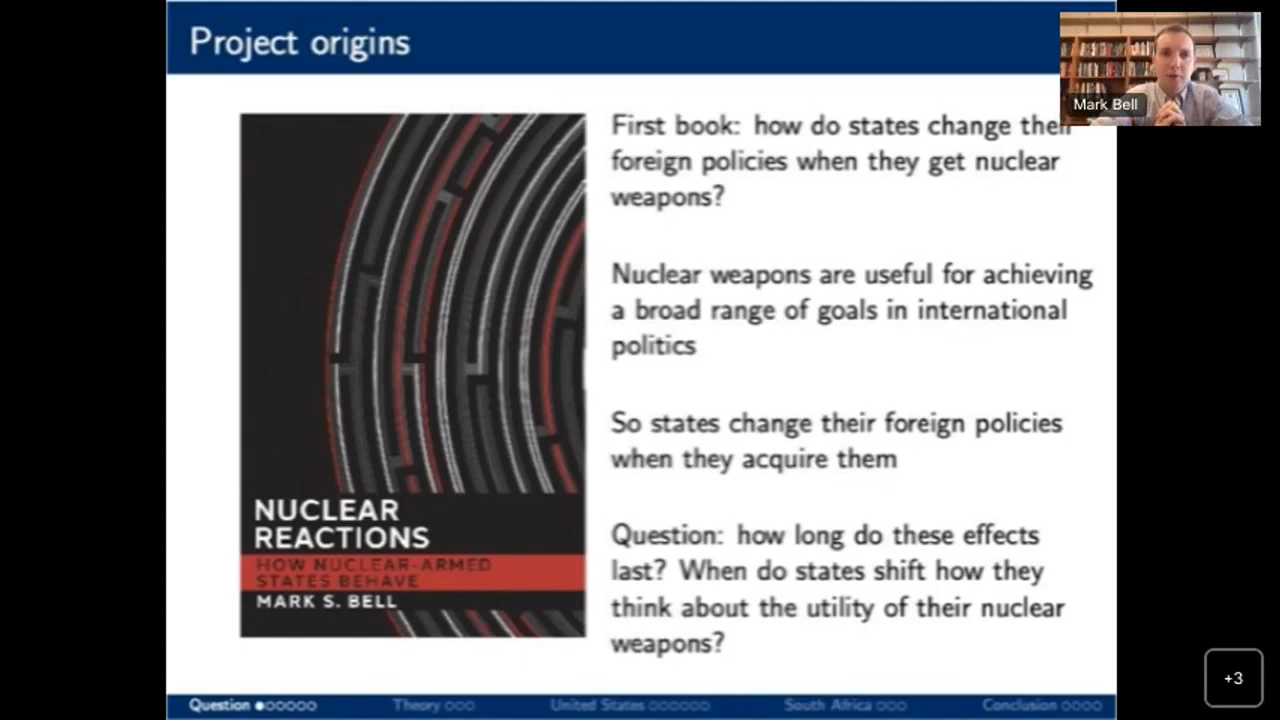 Project origins
Mark Bell
First book: how do states change their
foreign policies when they get nuclear
weapons?
Nuclear weapons are useful for achieving
a broad range of goals in international
politics
So states change their foreign policies
when they acquire them
Question: how long do these effects
last? When do states shift how they
think about the utility of their nuclear
weapons?
NUCLEAR
REACTIONS
HOW NUCLEAR-ARMED
STATES BEHAVE
MARK S. BELL
+3
Question Theory United States South Africa Conclusion